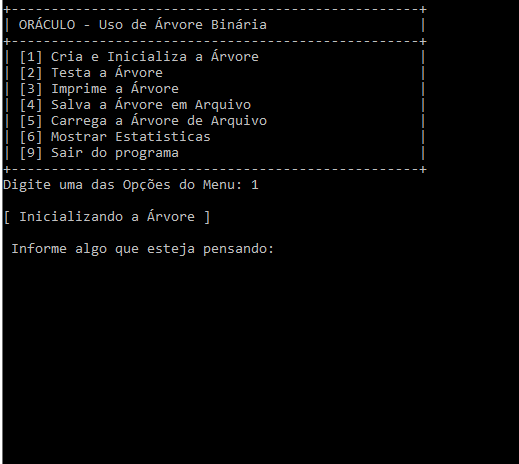 +---------------------------------------------------+
| ORÁCULO - Uso de Árvore Binária                   |
+---------------------------------------------------+
| [1] Cria e Inicializa a Árvore                    |
| [2] Testa a Árvore                                |
| [3] Imprime a Árvore                              |
| [4] Salva a Árvore em Arquivo                     |
| [5] Carrega a Árvore de Arquivo                   |
| [6] Mostrar Estatisticas                          |
| [9] Sair do programa                              |
+---------------------------------------------------+
Digite uma das Opções do Menu: 1
[ Inicializando a Árvore ]
Informe algo que esteja pensando: